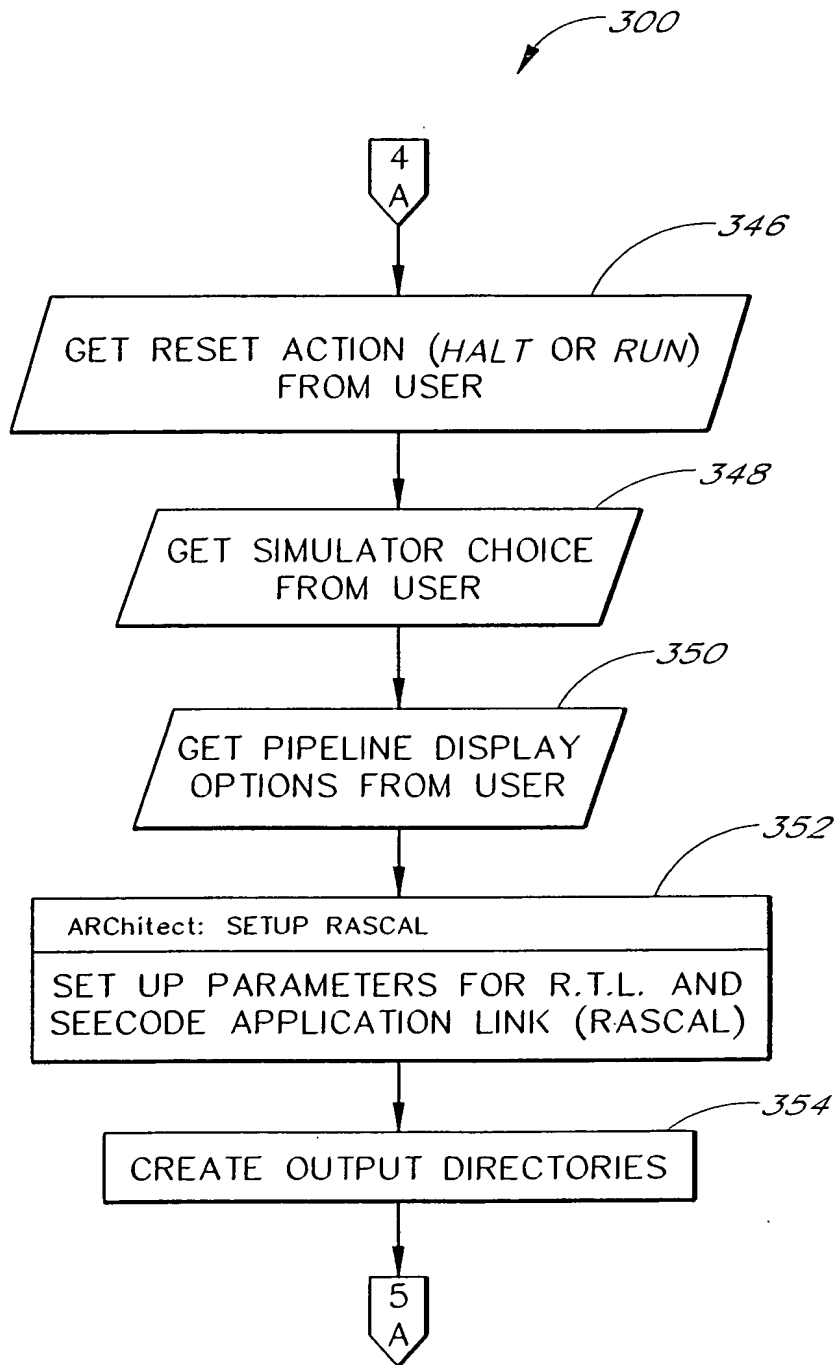 300
4
A
346
GET RESET ACTION (HALT OR RUN)
FROM USER
348
GET SIMULATOR CHOICE
FROM USER
350
GET PIPELINE DISPLAY
OPTIONS FROM USER
352
ARChitect: SETUP RASCAL
SET UP PARAMETERS FOR R.T.L. AND
SEECODE APPLICATION LINK (RASCAL)
354
CREATE OUTPUT DIRECTORIES
5
A